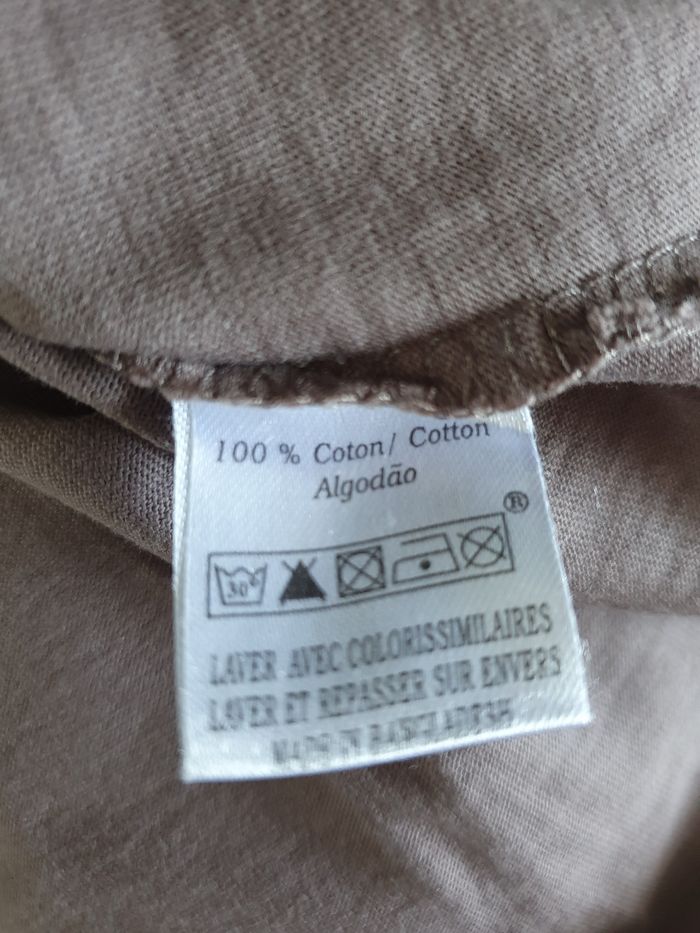 100 % Coton/ Cotton
Algodão
®
30°
LAVER AVEC COLORISSIMILAIRES
LAVER ET REPASSER SUR ENVERS
MADE IN BANGLADESH